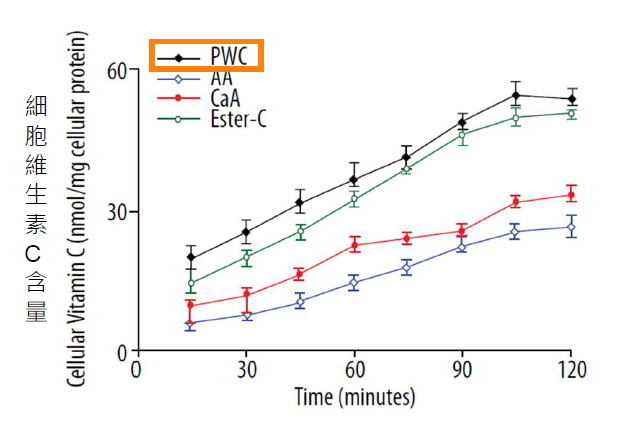 細胞維生素C含量
Cellular Vitamin C (nmol/mg cellular protein)
PWC
AA
CaA
Ester-C
60
30
0
0
30
60
90
120
Time (minutes)